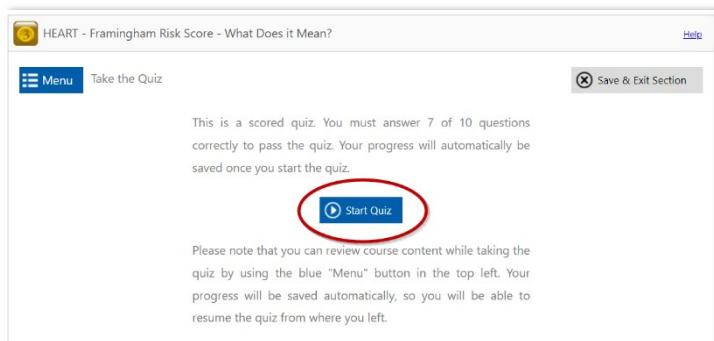 HEART - Framingham Risk Score - What Does it Mean?
Help
Menu
Take the Quiz
Save & Exit Section
This is a scored quiz. You must answer 7 of 10 questions
correctly to pass the quiz. Your progress will automatically be
saved once you start the quiz.
Start Quiz
Please note that you can review course content while taking the
quiz by using the blue "Menu" button in the top left. Your
progress will be saved automatically, so you will be able to
resume the quiz from where you left.